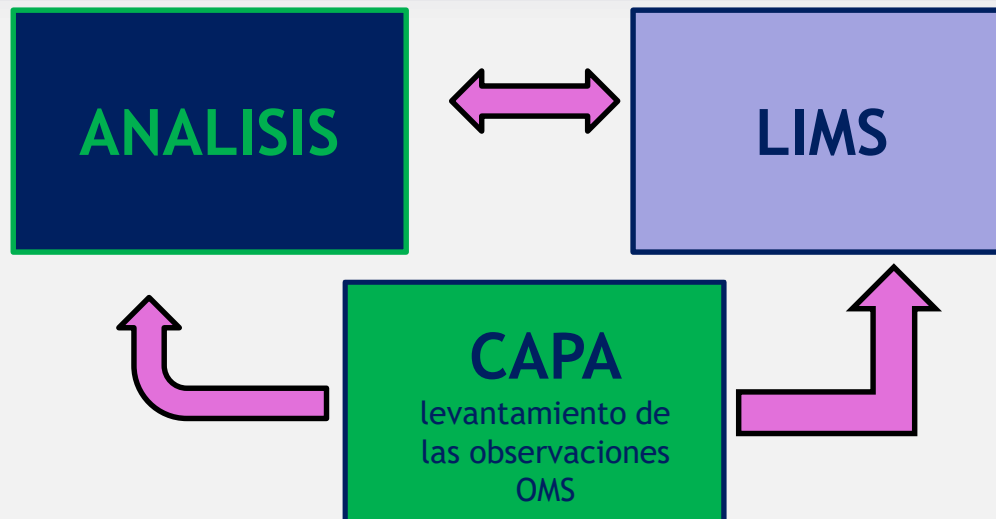 ANALISIS
LIMS
CAPA
levantamiento de
las observaciones
OMS